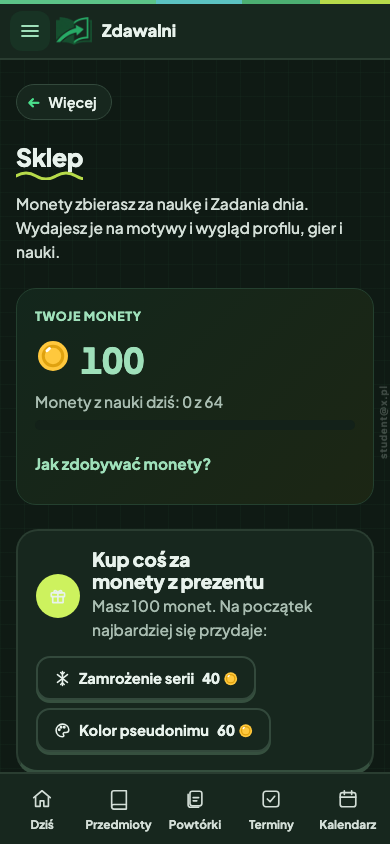 Zdawalni
Więcej
Sklep
Monety zbierasz za naukę i Zadania dnia.
Wydajesz je na motywy i wygląd profilu, gier i
nauki.
TWOJE MONETY
100
Monety z nauki dziś: 0 z 64
Jak zdobywać monety?
student@x.pl
Kup coś za
monety z prezentu
Masz 100 monet. Na początek
najbardziej się przydaje:
Zamrożenie serii 40
Kolor pseudonimu 60
Dziś Przedmioty Powtórki Terminy Kalendarz